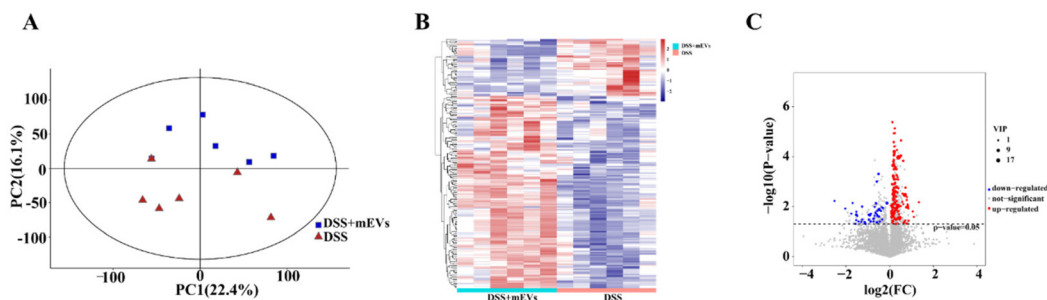 A
PC2(16.1%)
100
50
0
-50
-100
-100
0
100
PC1(22.4%)
DSS+mEVs
DSS
B
DSS+mEVs
DSS
2
1
0
-1
-2
DSS+mEVs
DSS
C
-log10(P-value)
6
4
2
0
-4
-2
0
2
4
log2(FC)
p-value=0.05
VIP
1
9
17
down-regulated
not-significant
up-regulated